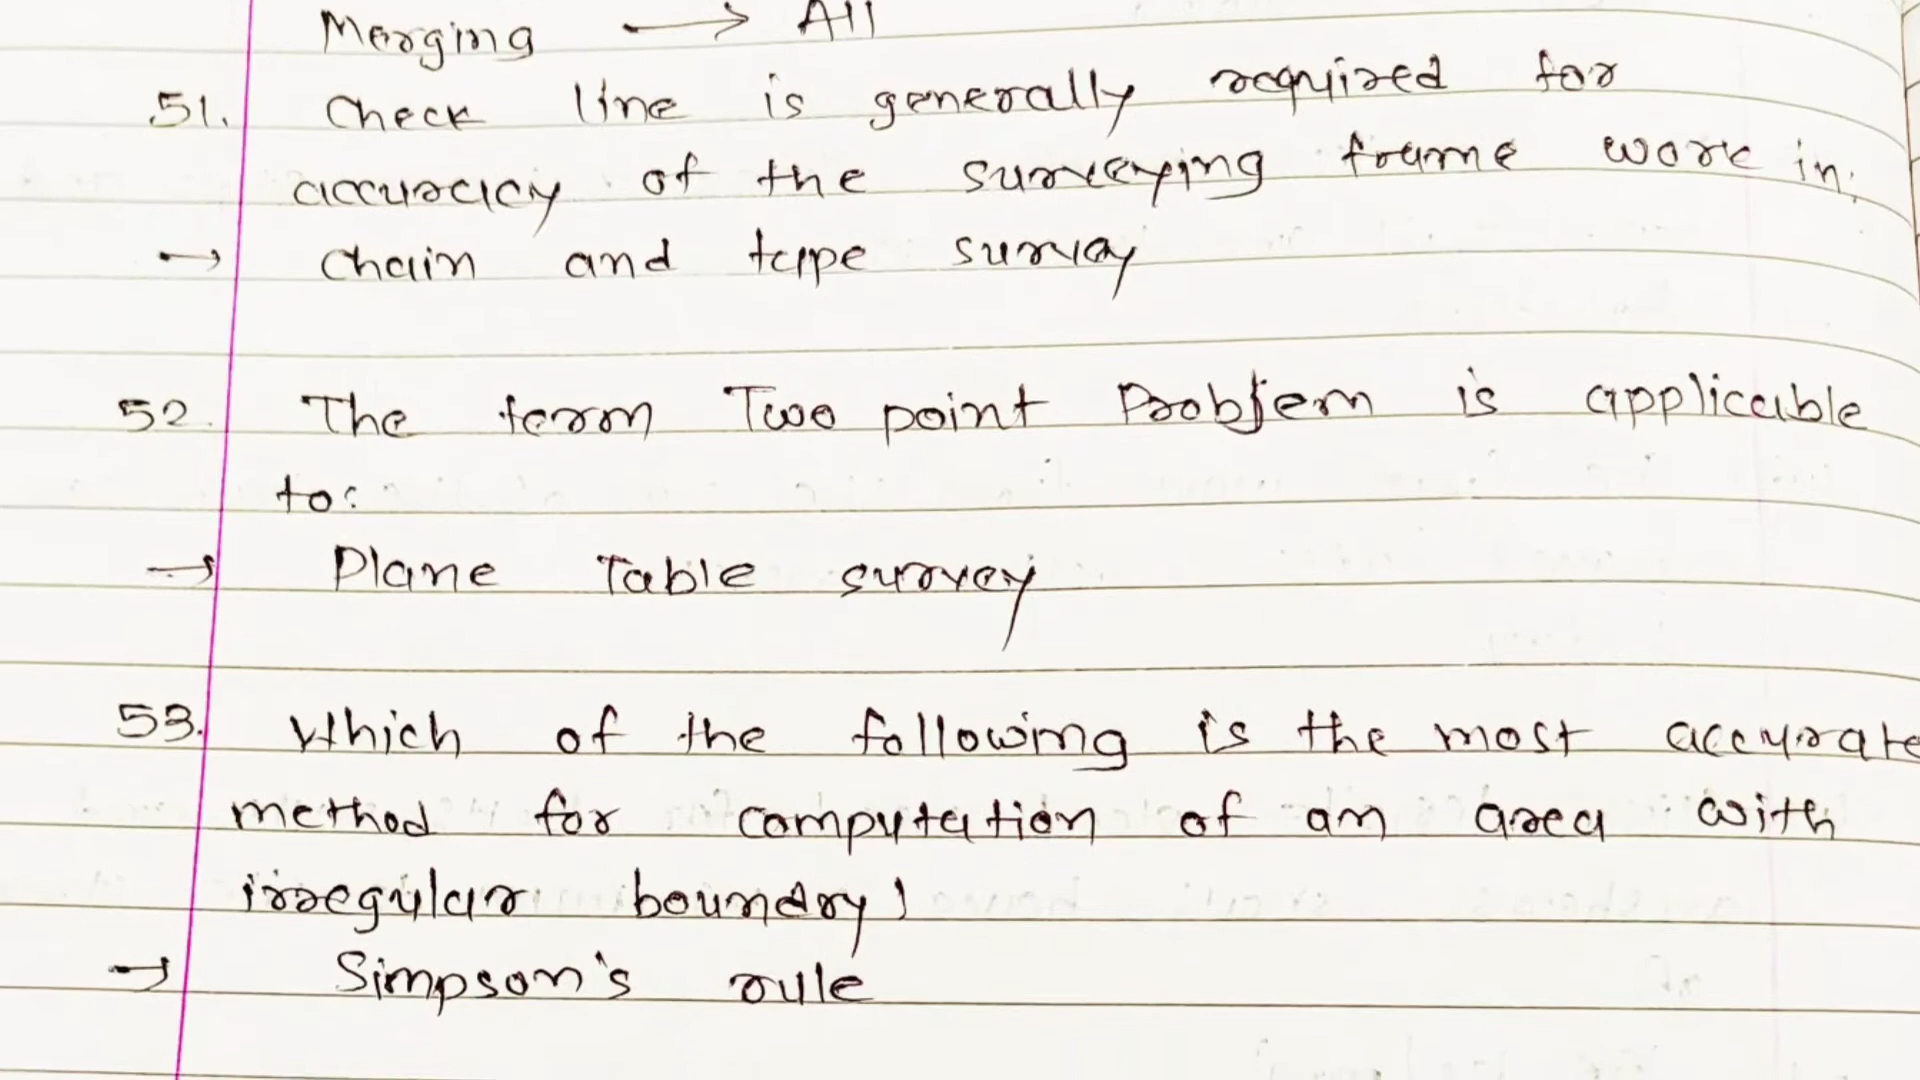 Merging → All
51. Check line is generally required for
accuracy of the surveying frame work in.
→ Chain and tape survay
52. The term Two point Problem is applicable
to:
→ Plane Table survey
53. Which of the following is the most accurate
method for computation of an area with
irregular boundry!
→ Simpson's rule